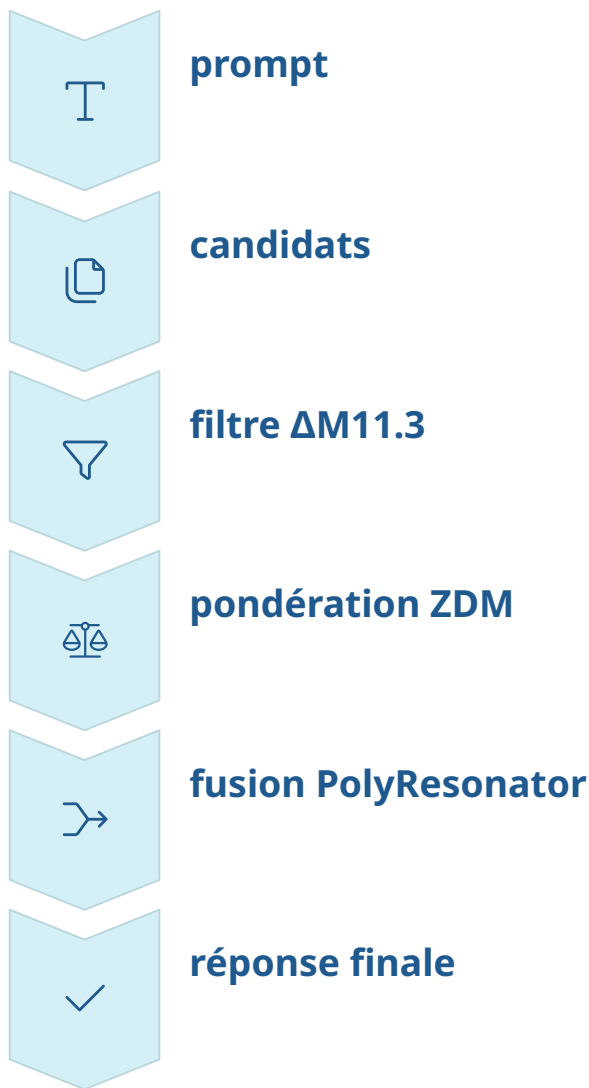 prompt
candidats
filtre ΔM11.3
pondération ZDM
fusion PolyResonator
réponse finale